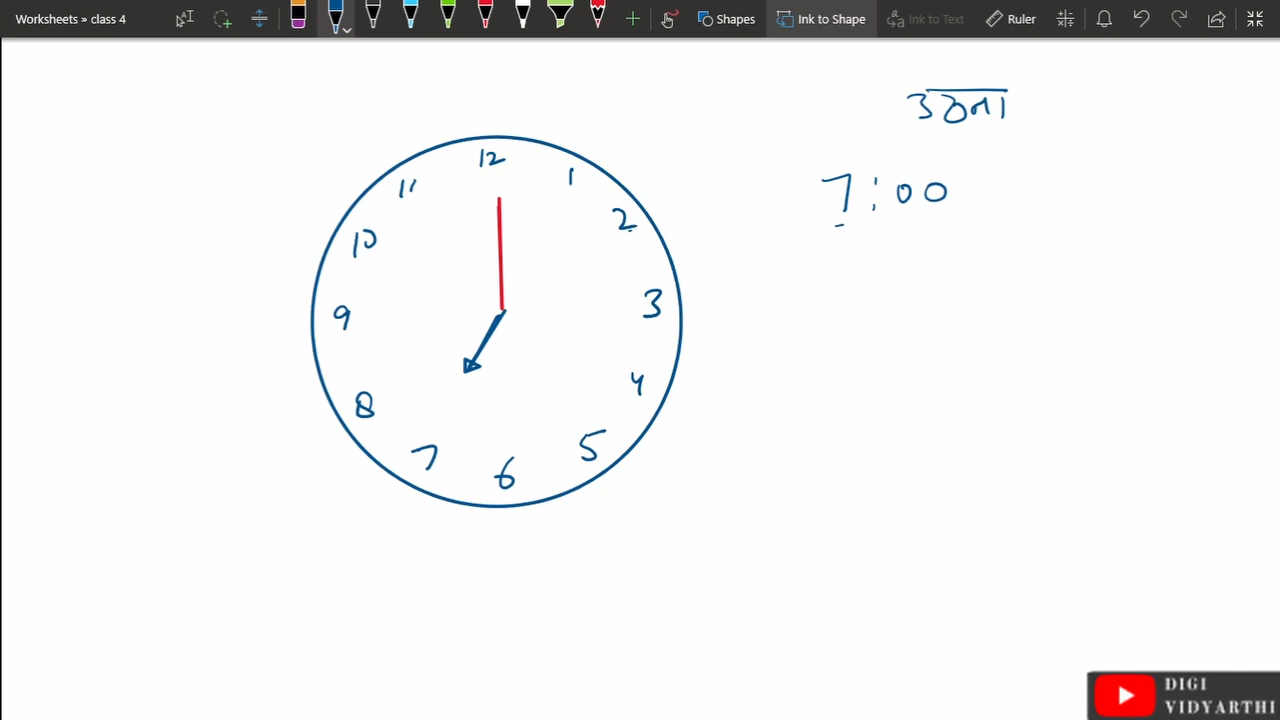 Worksheets » class 4
Shapes
Ink to Shape
Ink to Text
Ruler
उठना
7:00
12
11
1
10
2
9
3
8
4
7
5
6
DIGI
VIDYARTHI